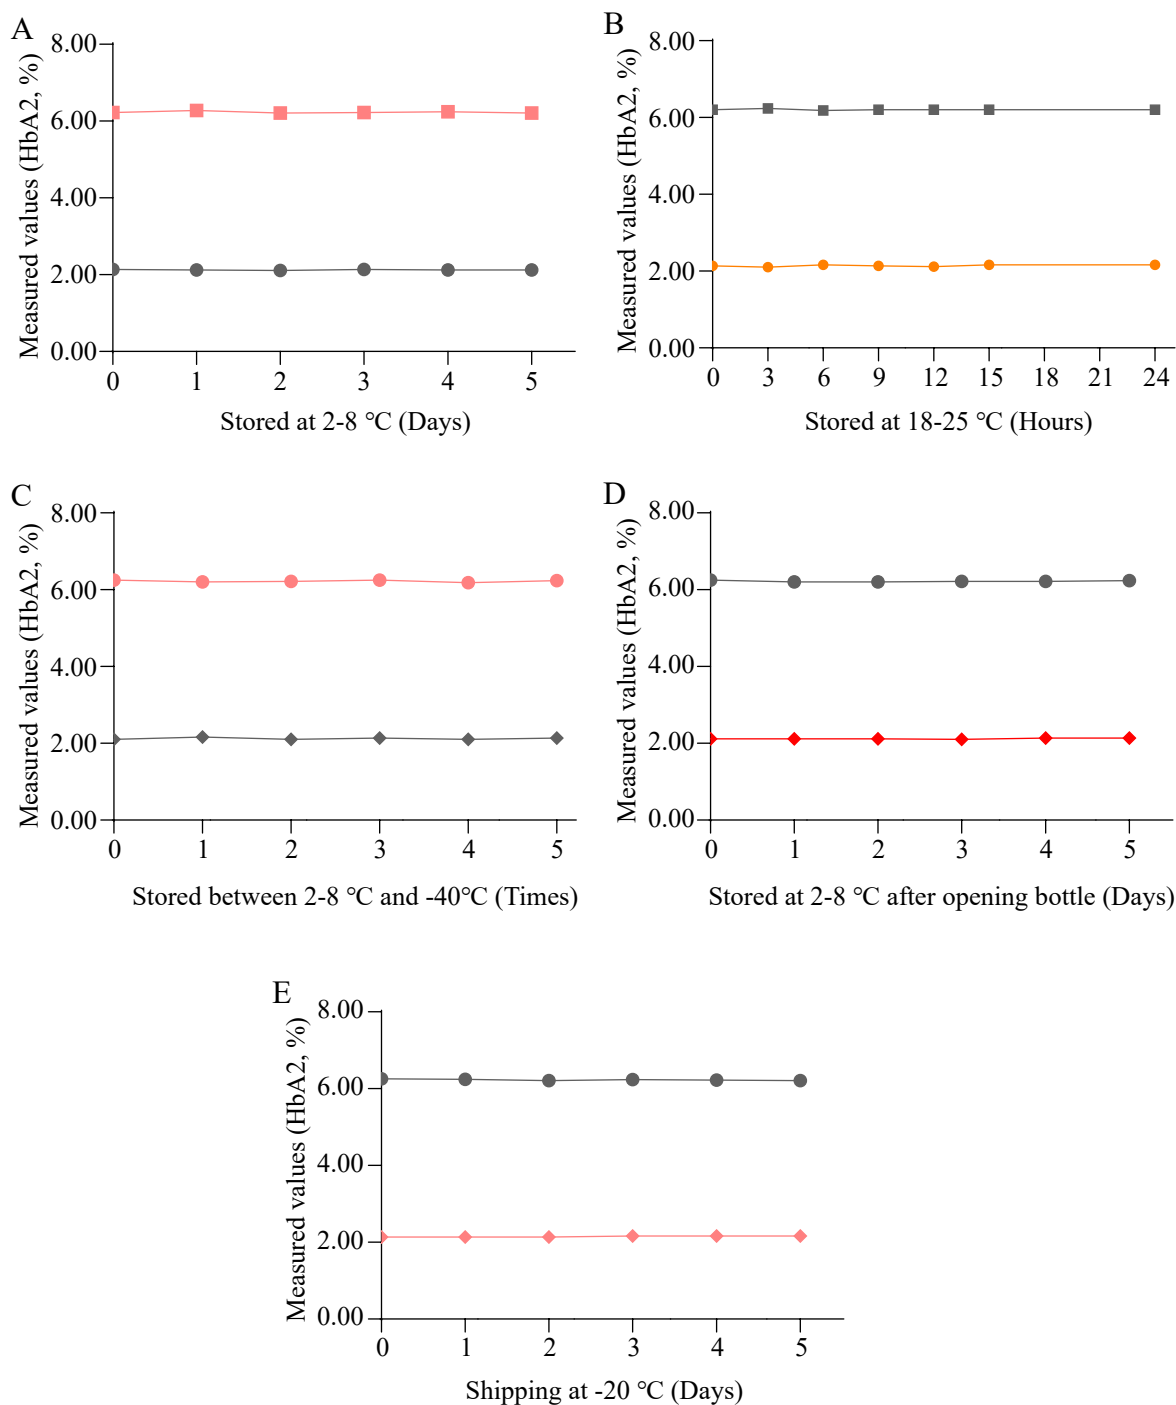 A
Measured values (HbA2, %)
8.00
6.00
4.00
2.00
0.00
0 1 2 3 4 5
Stored at 2-8 ℃ (Days)
B
Measured values (HbA2, %)
8.00
6.00
4.00
2.00
0.00
0 3 6 9 12 15 18 21 24
Stored at 18-25 ℃ (Hours)
C
Measured values (HbA2, %)
8.00
6.00
4.00
2.00
0.00
0 1 2 3 4 5
Stored between 2-8 ℃ and -40℃ (Times)
D
Measured values (HbA2, %)
8.00
6.00
4.00
2.00
0.00
0 1 2 3 4 5
Stored at 2-8 ℃ after opening bottle (Days)
E
Measured values (HbA2, %)
8.00
6.00
4.00
2.00
0.00
0 1 2 3 4 5
Shipping at -20 ℃ (Days)